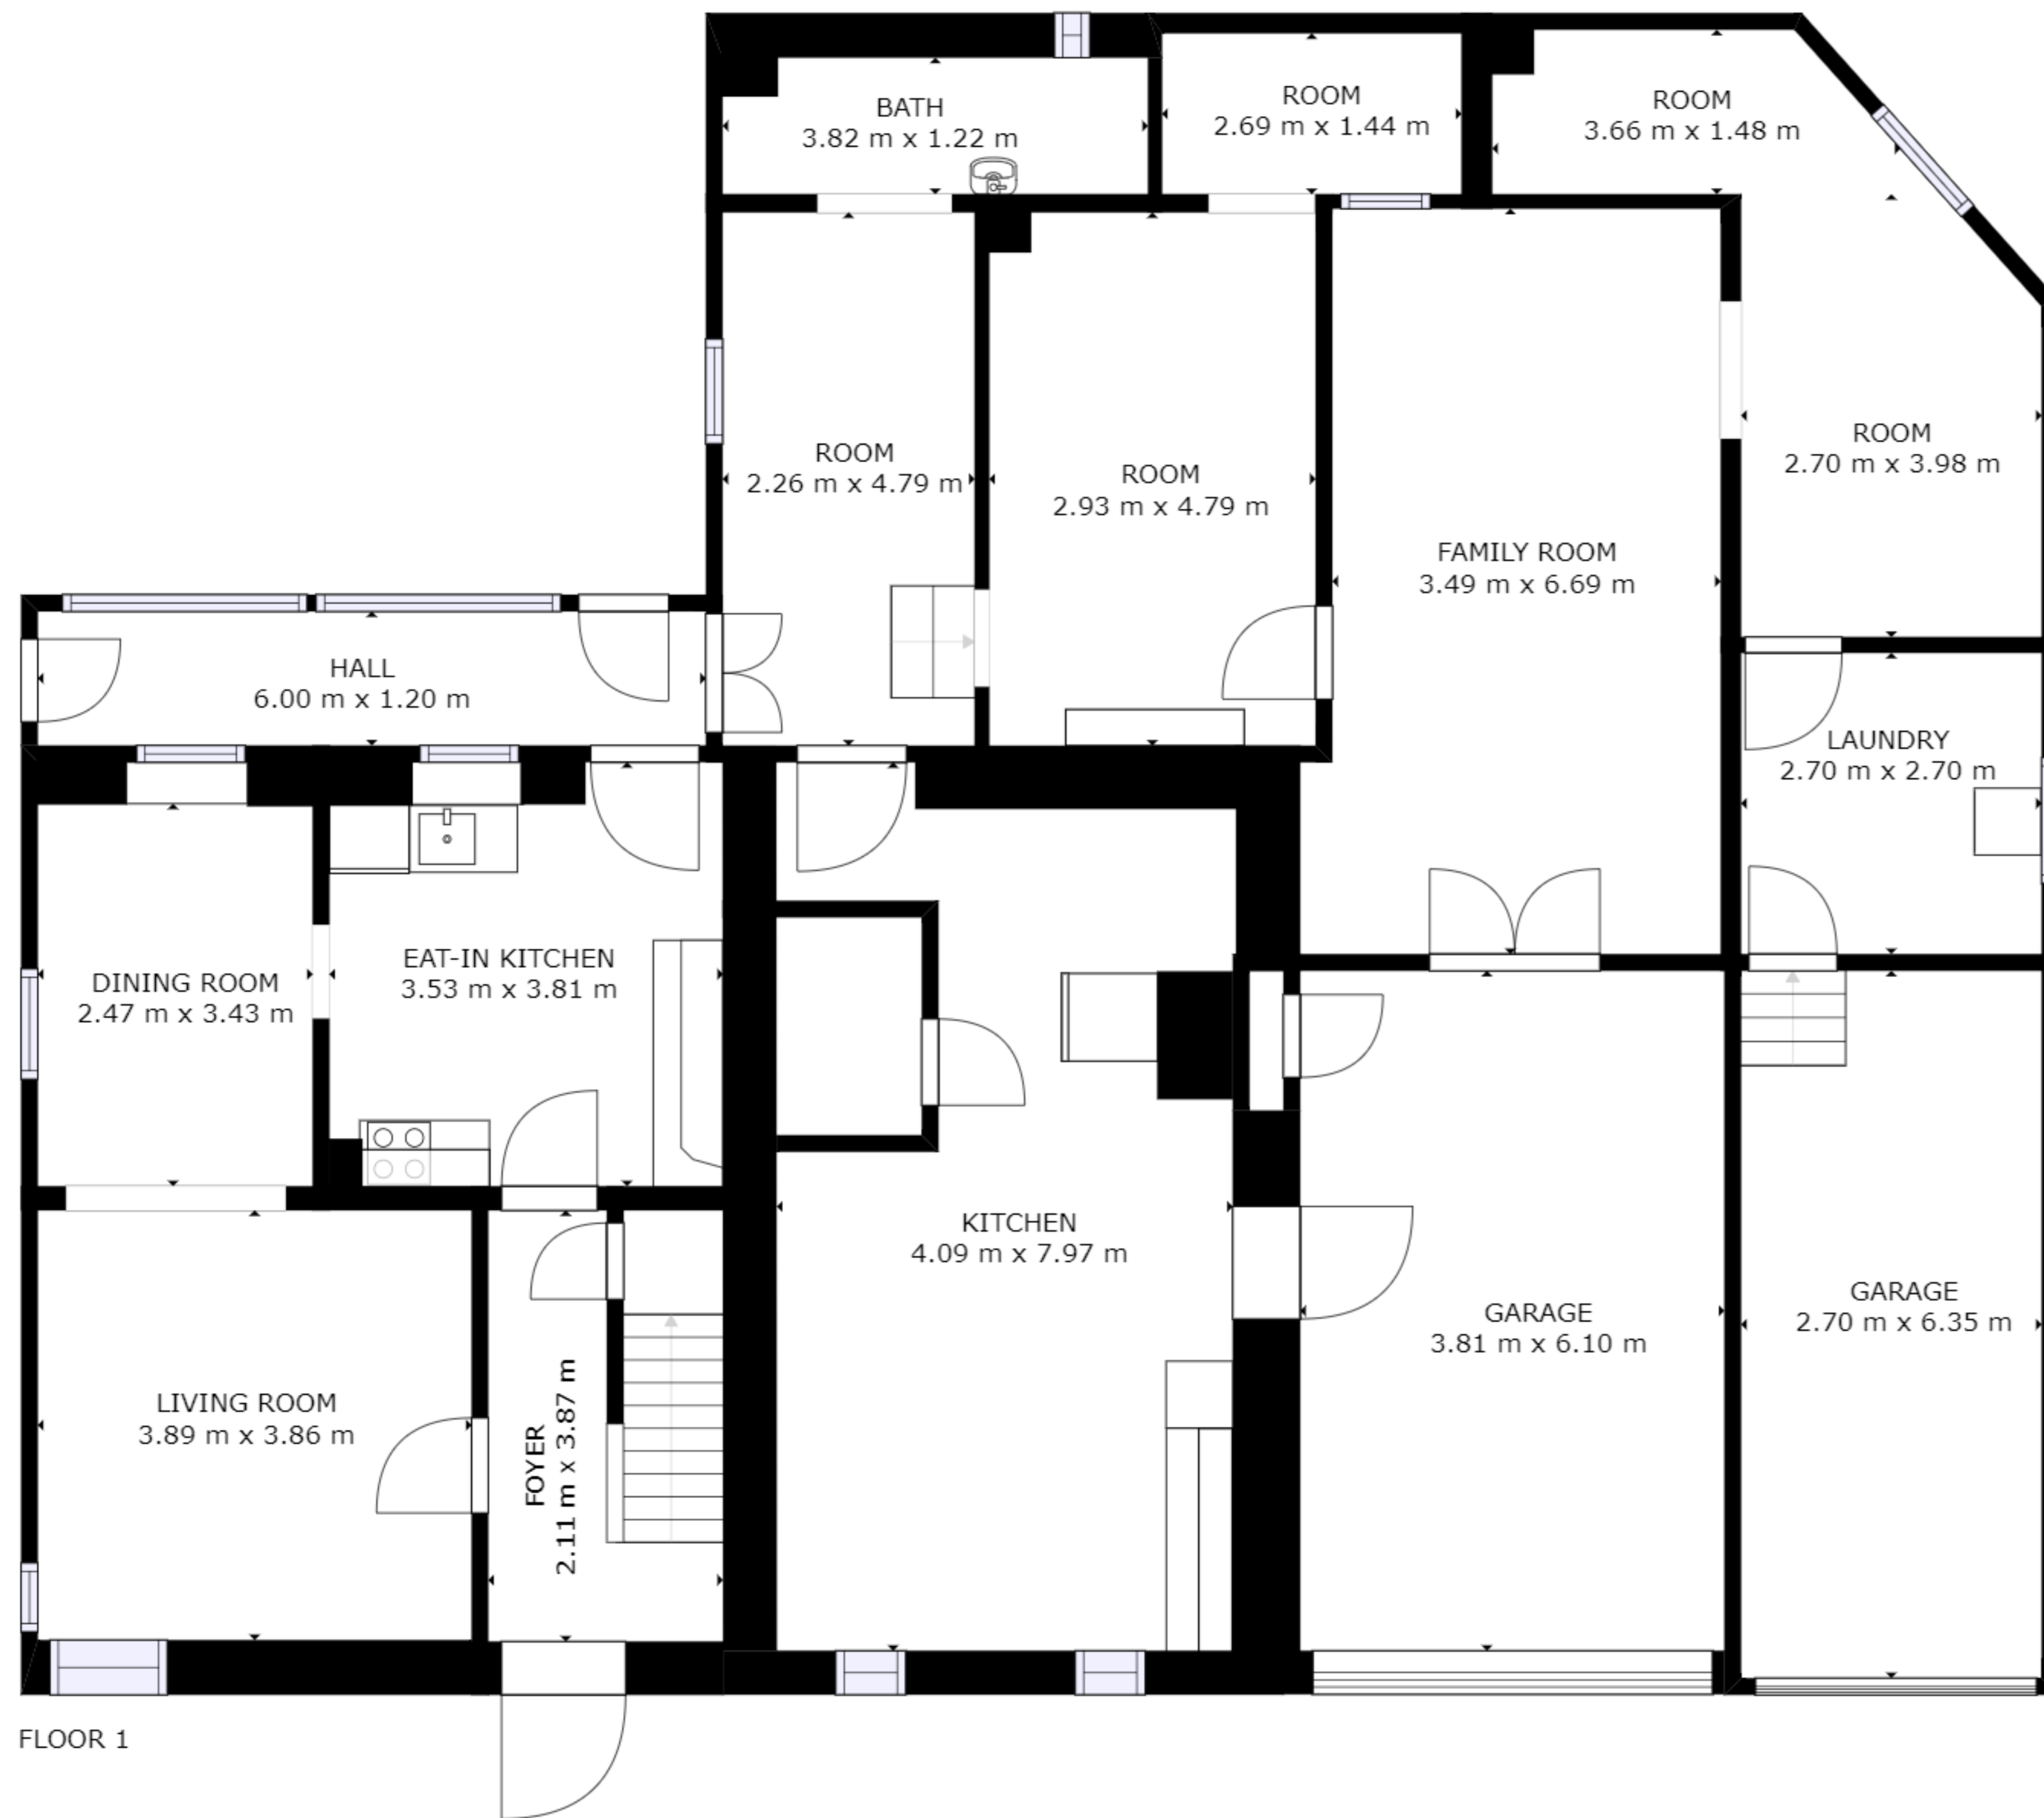 BATH
3.82 m x 1.22 m
ROOM
2.69 m x 1.44 m
ROOM
3.66 m x 1.48 m
ROOM
2.26 m x 4.79 m
ROOM
2.93 m x 4.79 m
FAMILY ROOM
3.49 m x 6.69 m
ROOM
2.70 m x 3.98 m
HALL
6.00 m x 1.20 m
LAUNDRY
2.70 m x 2.70 m
DINING ROOM
2.47 m x 3.43 m
EAT-IN KITCHEN
3.53 m x 3.81 m
KITCHEN
4.09 m x 7.97 m
GARAGE
3.81 m x 6.10 m
GARAGE
2.70 m x 6.35 m
LIVING ROOM
3.89 m x 3.86 m
FOYER
2.11 m x 3.87 m
FLOOR 1